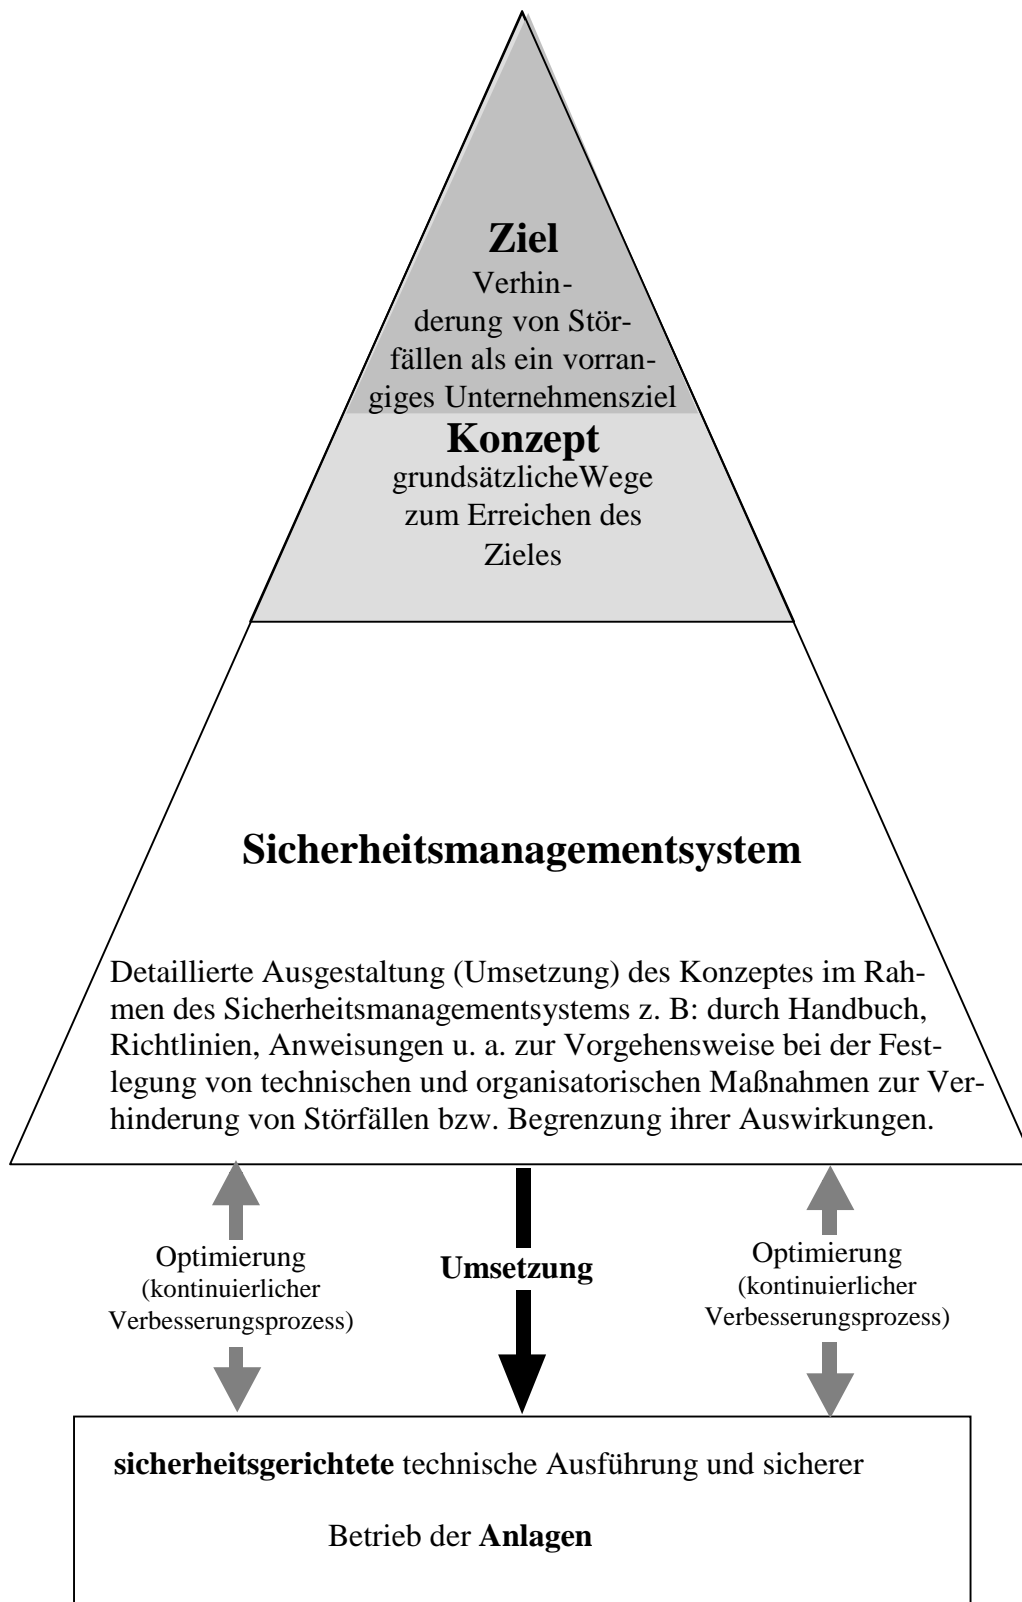 Ziel
Verhin-
derung von Stör-
fällen als ein vorran-
giges Unternehmensziel
Konzept
grundsätzlicheWege
zum Erreichen des
Zieles
Sicherheitsmanagementsystem
Detaillierte Ausgestaltung (Umsetzung) des Konzeptes im Rah-
men des Sicherheitsmanagementsystems z. B: durch Handbuch,
Richtlinien, Anweisungen u. a. zur Vorgehensweise bei der Fest-
legung von technischen und organisatorischen Maßnahmen zur Ver-
hinderung von Störfällen bzw. Begrenzung ihrer Auswirkungen.
Optimierung
(kontinuierlicher
Verbesserungsprozess)
Umsetzung
Optimierung
(kontinuierlicher
Verbesserungsprozess)
sicherheitsgerichtete technische Ausführung und sicherer
Betrieb der Anlagen